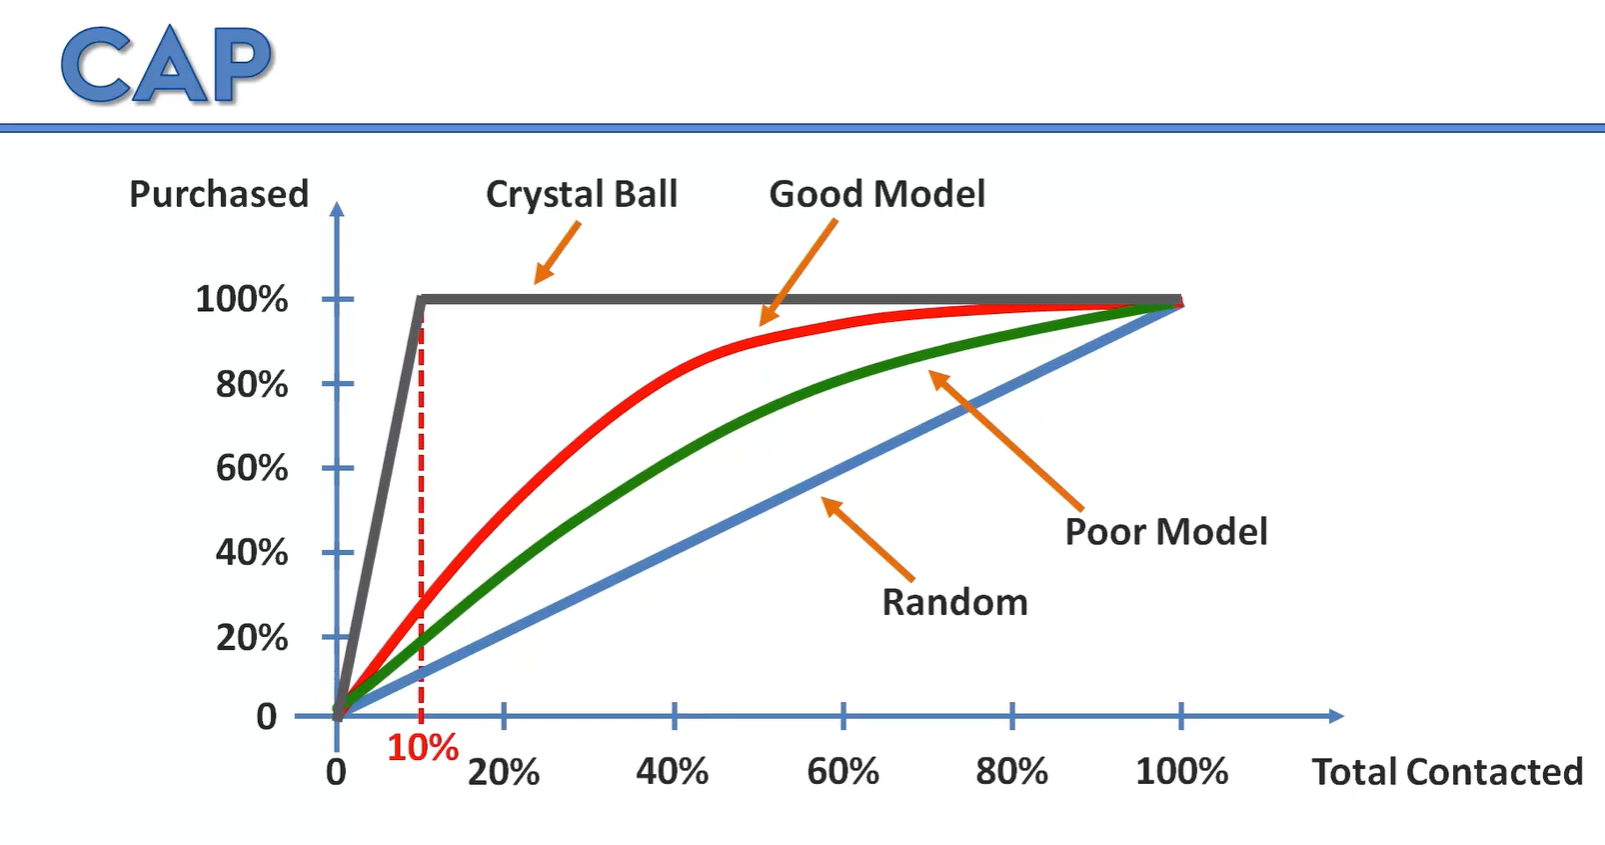 CAP
Purchased
Crystal Ball
Good Model
100%
80%
60%
40%
20%
0
Poor Model
Random
10%
0
20%
40%
60%
80%
100%
Total Contacted